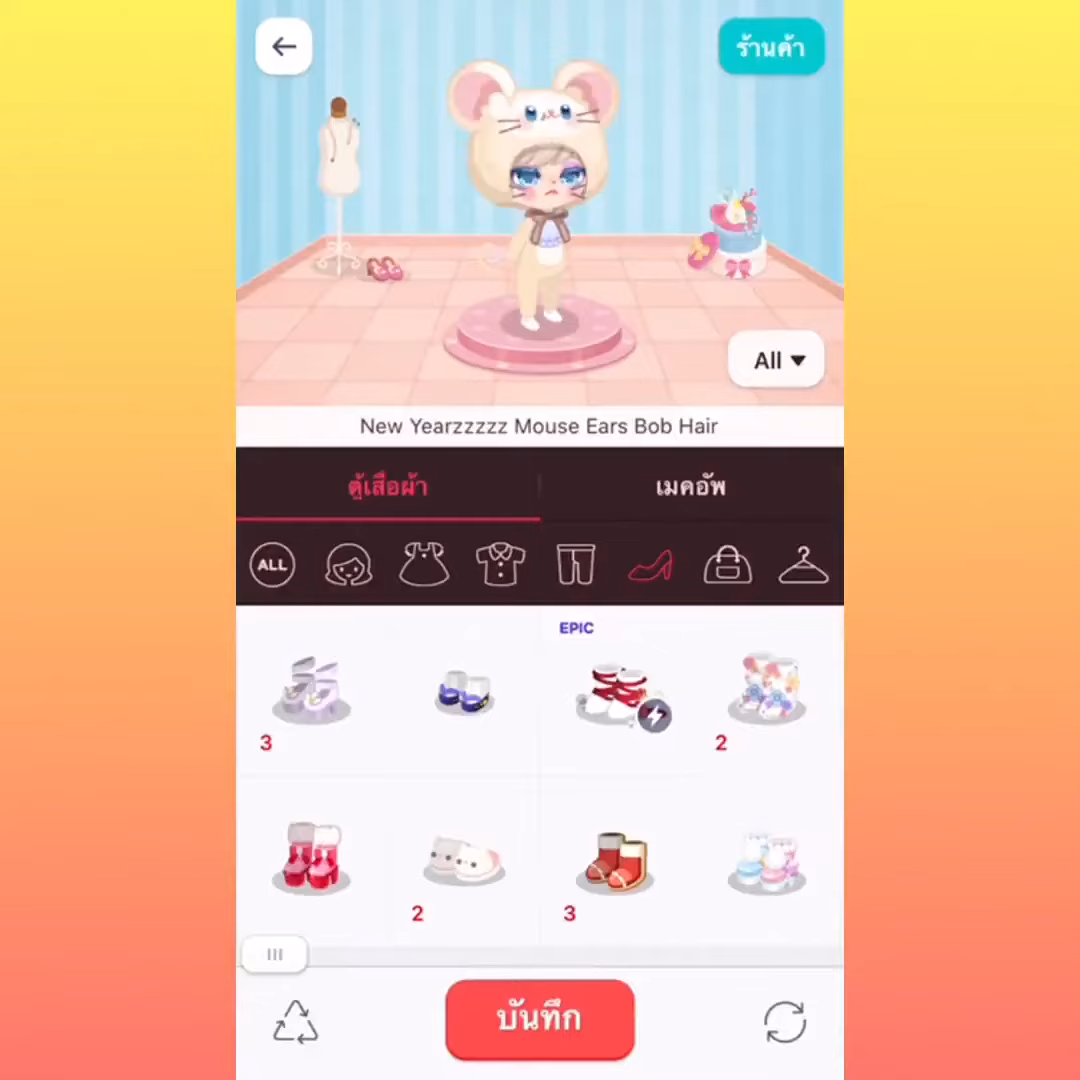 ร้านค้า
All
New Yearzzzzz Mouse Ears Bob Hair
ตู้เสื้อผ้า
เมคอัพ
ALL
EPIC
3
2
2
3
บันทึก